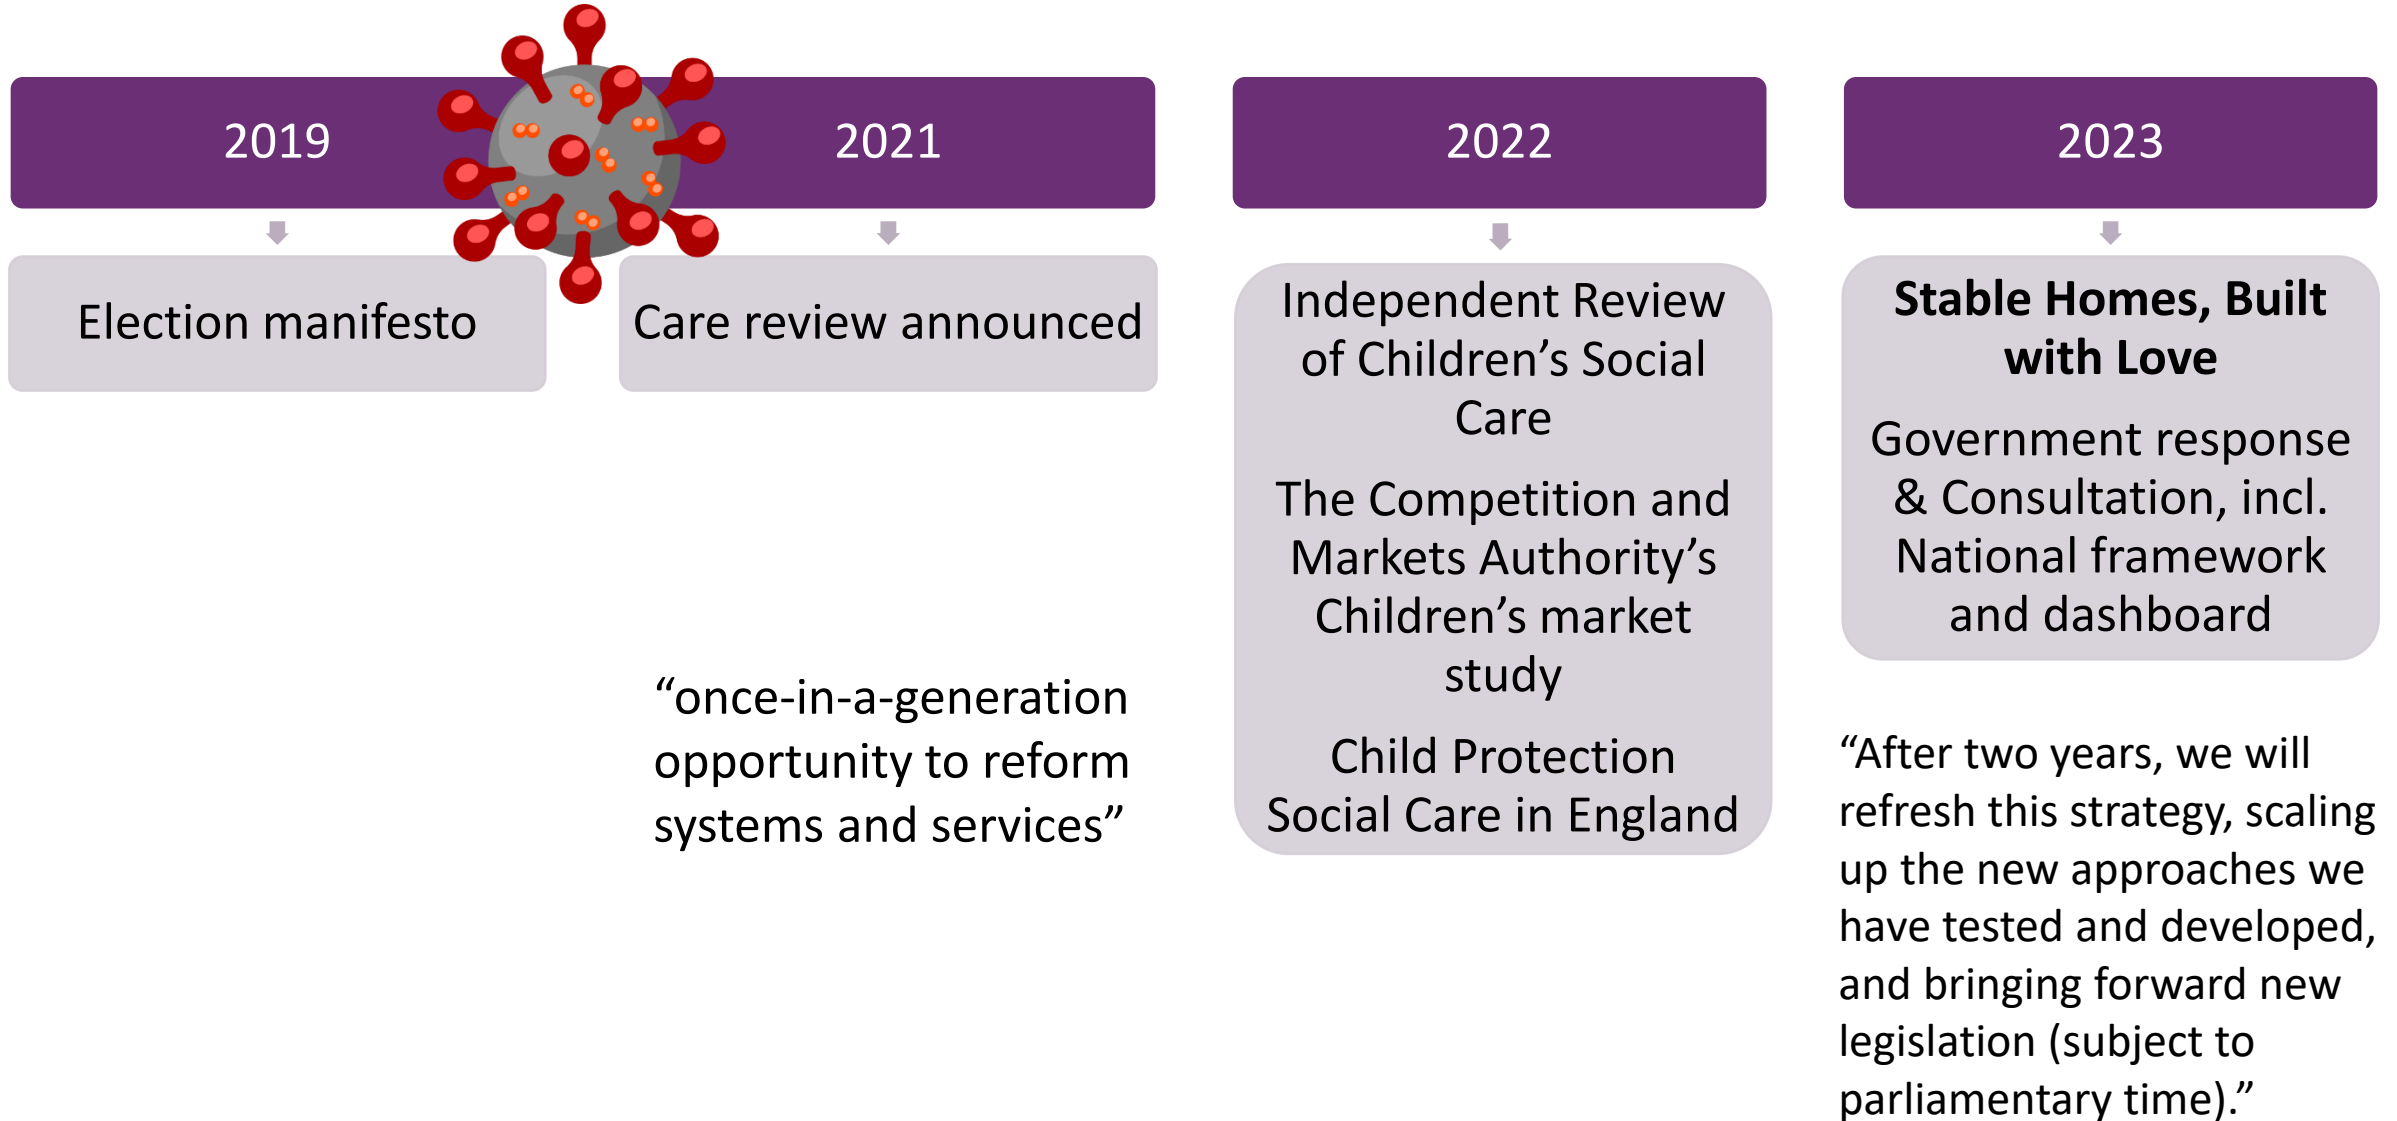 2019
Election manifesto
2021
Care review announced
“once-in-a-generation
opportunity to reform
systems and services”
2022
Independent Review
of Children’s Social
Care
The Competition and
Markets Authority’s
Children’s market
study
Child Protection
Social Care in England
2023
Stable Homes, Built
with Love
Government response
& Consultation, incl.
National framework
and dashboard
“After two years, we will
refresh this strategy, scaling
up the new approaches we
have tested and developed,
and bringing forward new
legislation (subject to
parliamentary time).”